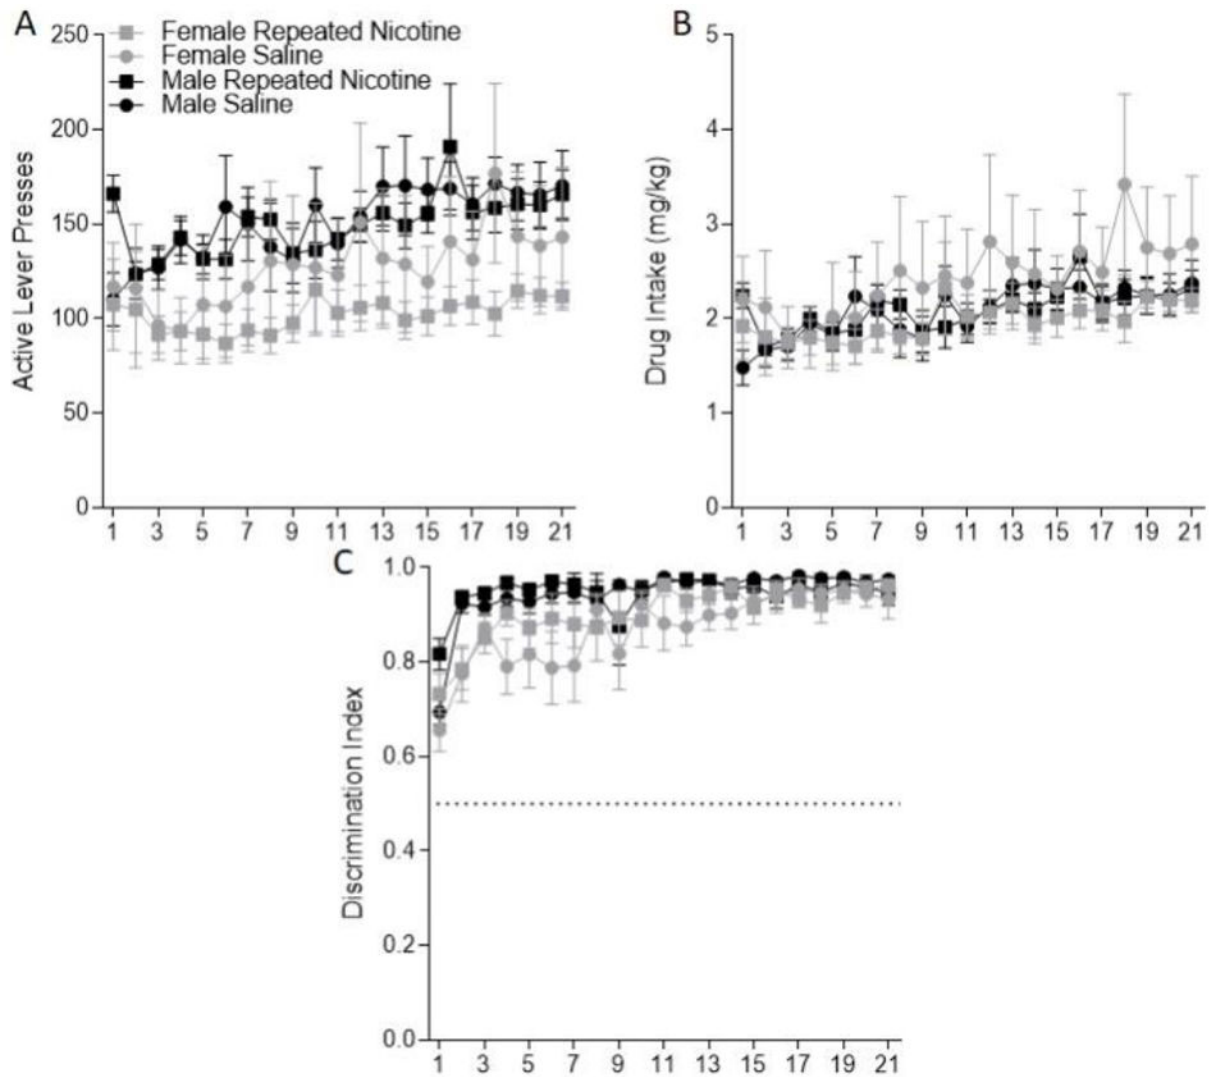 A
Female Repeated Nicotine
Female Saline
Male Repeated Nicotine
Male Saline
250
200
150
100
50
0
Active Lever Presses
1 3 5 7 9 11 13 15 17 19 21
B
5
4
3
2
1
0
Drug Intake (mg/kg)
1 3 5 7 9 11 13 15 17 19 21
C
1.0
0.8
0.6
0.4
0.2
0.0
Discrimination Index
1 3 5 7 9 11 13 15 17 19 21